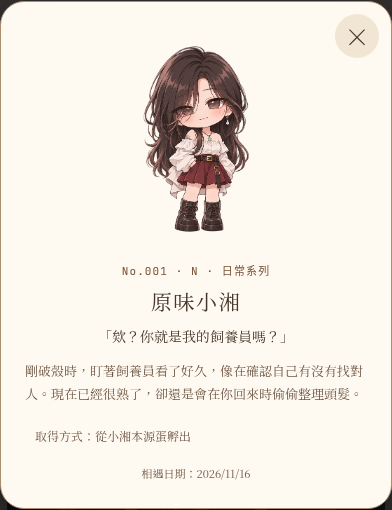 No.001 · N · 日常系列
原味小湘
「欸？你就是我的飼養員嗎？」
剛破殼時，盯著飼養員看了好久，像在確認自己有沒有找對
人。現在已經很熟了，卻還是會在你回來時偷偷整理頭髮。
取得方式：從小湘本源蛋孵出
相遇日期：2026/11/16